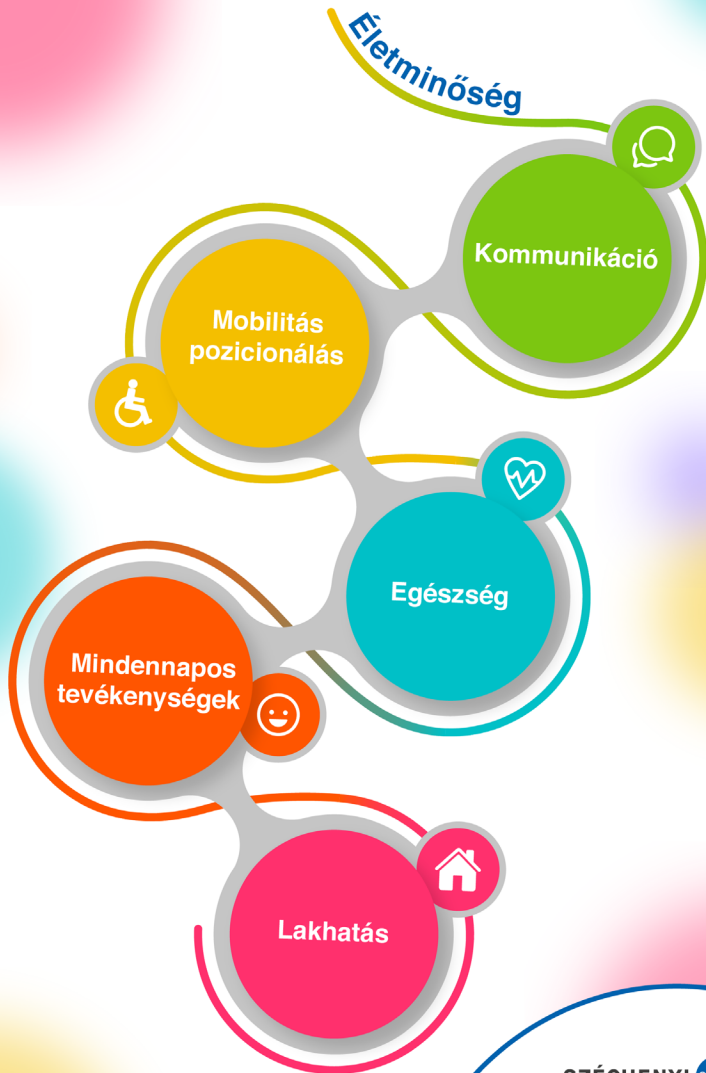 Életminőség
Kommunikáció
Mobilitás
pozicionálás
Egészség
Mindennapos
tevékenységek
Lakhatás